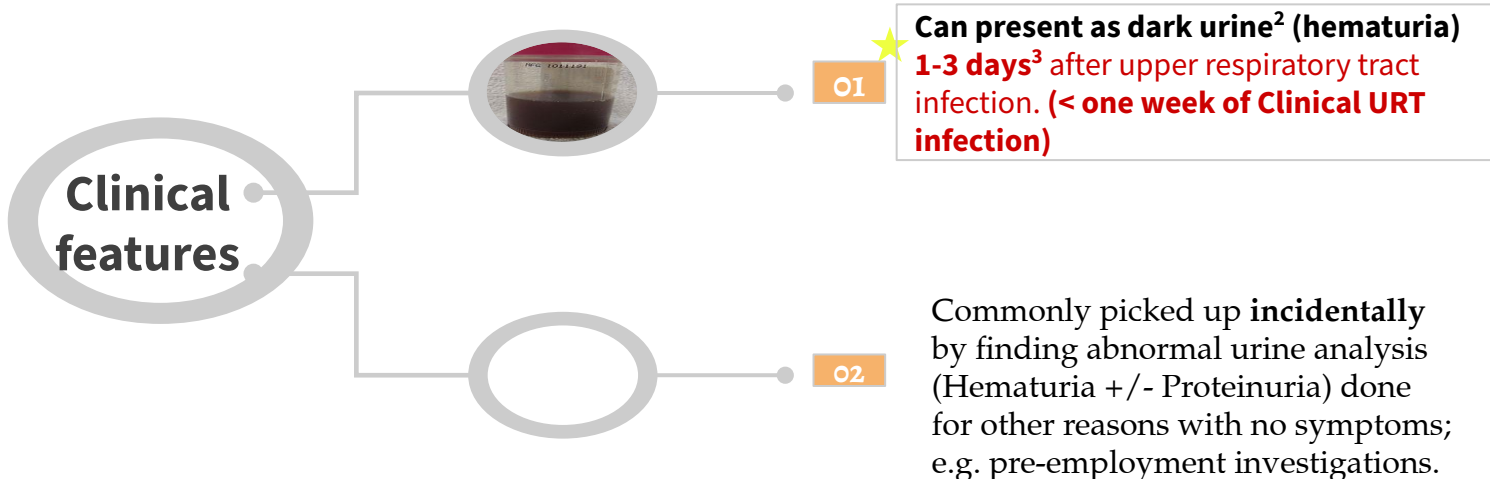 Clinical
features
01
Can present as dark urine² (hematuria)
1-3 days³ after upper respiratory tract
infection. (< one week of Clinical URT
infection)
02
Commonly picked up incidentally
by finding abnormal urine analysis
(Hematuria +/- Proteinuria) done
for other reasons with no symptoms;
e.g. pre-employment investigations.